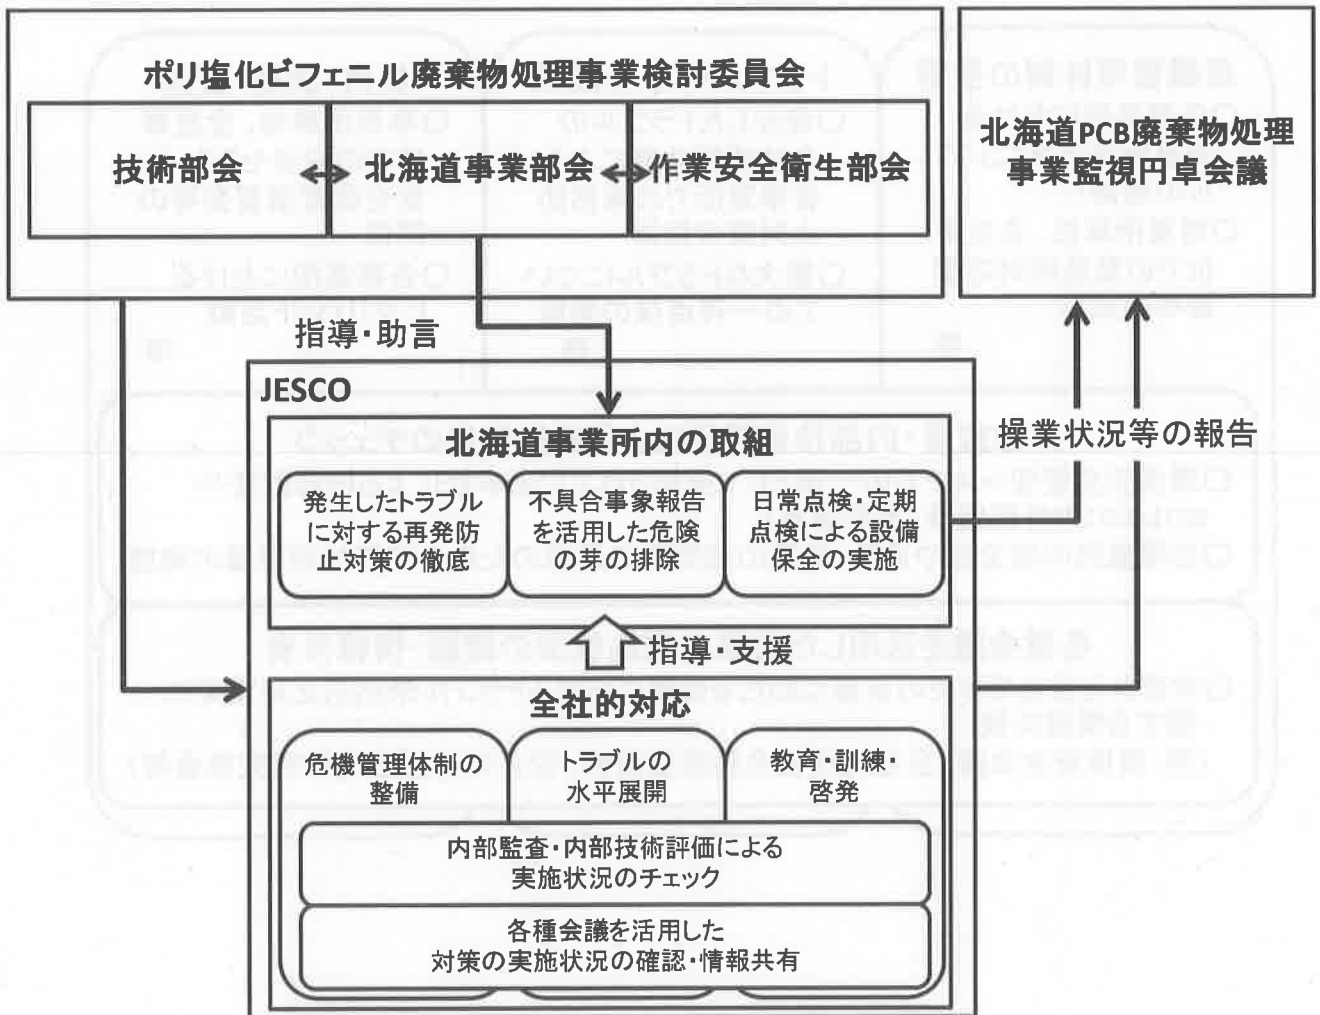 ポリ塩化ビフェニル廃棄物処理事業検討委員会
技術部会
北海道事業部会
作業安全衛生部会
北海道PCB廃棄物処理
事業監視円卓会議
指導・助言
JESCO
北海道事業所内の取組
発生したトラブル
に対する再発防
止対策の徹底
不具合事象報告
を活用した危険
の芽の排除
日常点検・定期
点検による設備
保全の実施
操業状況等の報告
指導・支援
全社的対応
危機管理体制の
整備
トラブルの
水平展開
教育・訓練・
啓発
内部監査・内部技術評価による
実施状況のチェック
各種会議を活用した
対策の実施状況の確認・情報共有